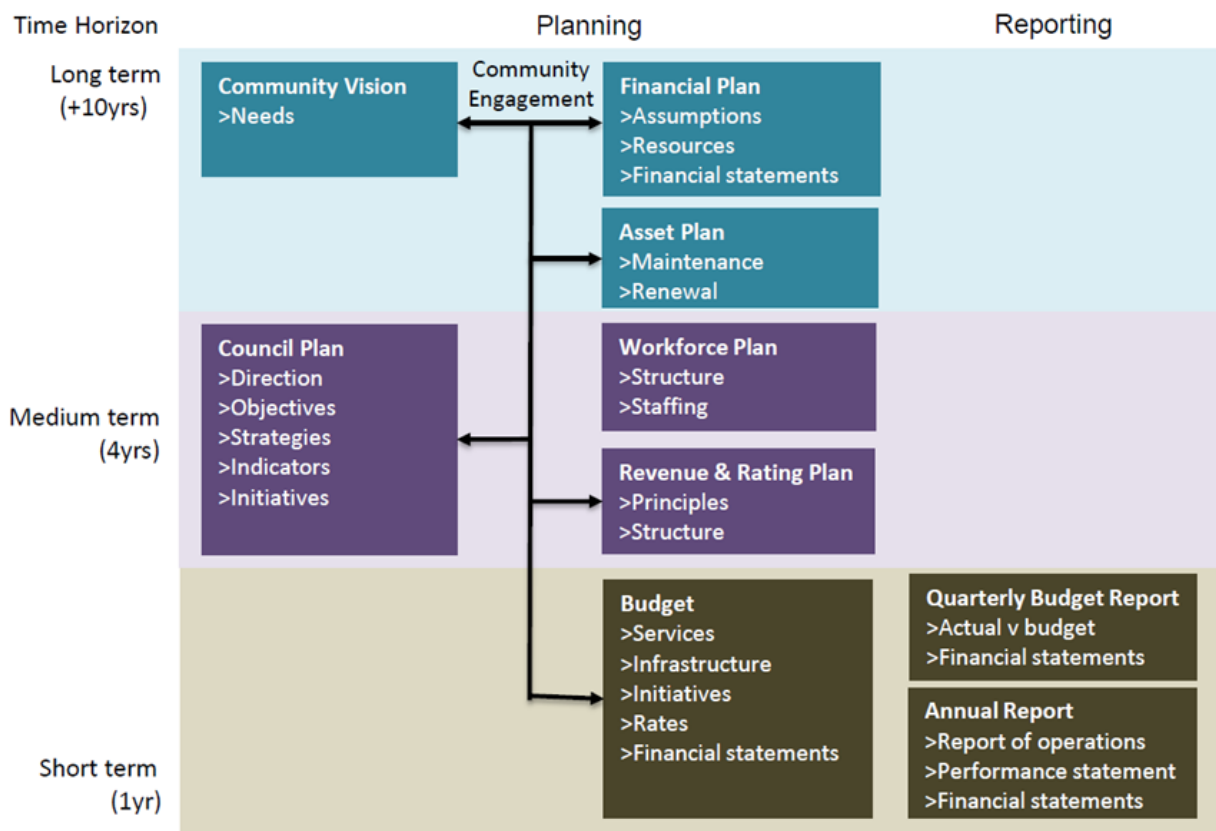 Time Horizon
Planning
Reporting
Long term
(+10yrs)
Community Vision
>Needs
Community
Engagement
Financial Plan
>Assumptions
>Resources
>Financial statements
Asset Plan
>Maintenance
>Renewal
Medium term
(4yrs)
Council Plan
>Direction
>Objectives
>Strategies
>Indicators
>Initiatives
Workforce Plan
>Structure
>Staffing
Revenue & Rating Plan
>Principles
>Structure
Short term
(1yr)
Budget
>Services
>Infrastructure
>Initiatives
>Rates
>Financial statements
Quarterly Budget Report
>Actual v budget
>Financial statements
Annual Report
>Report of operations
>Performance statement
>Financial statements